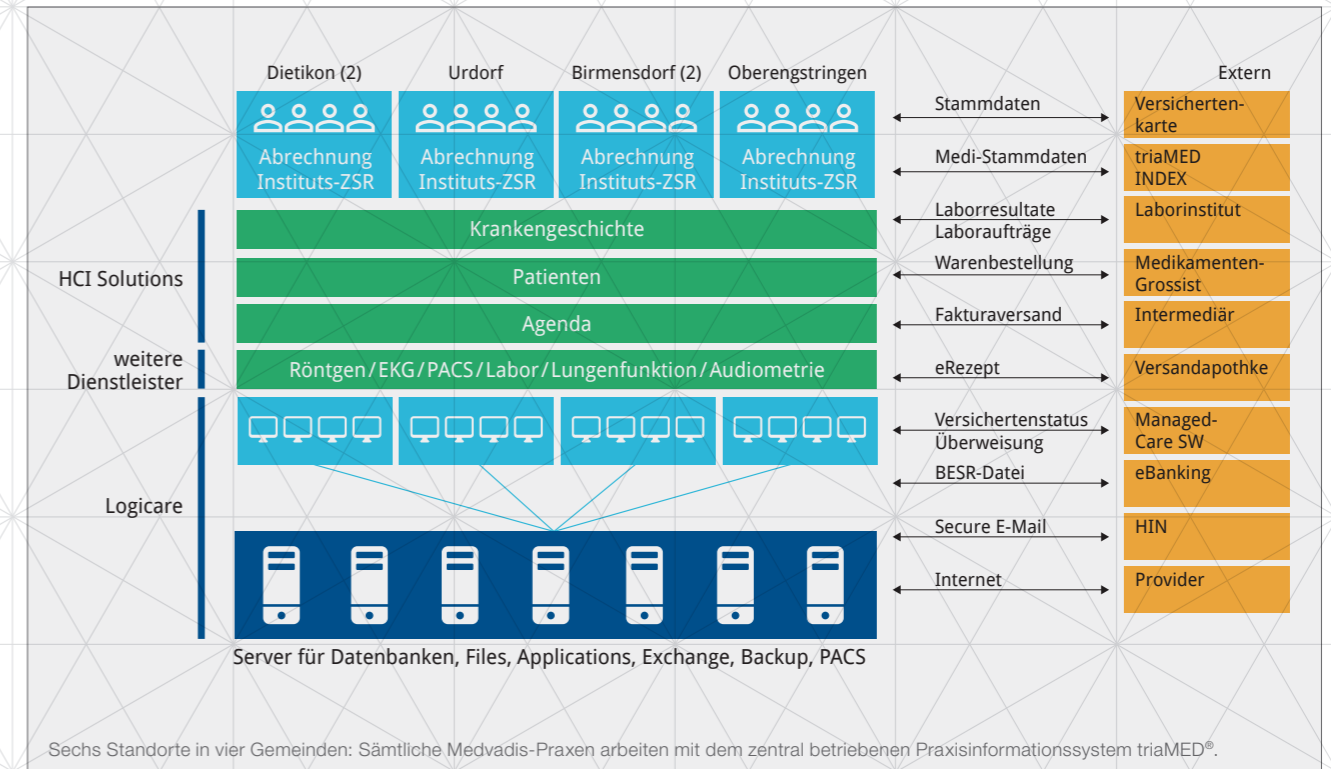 Dietikon (2)
Urdorf
Birmensdorf (2)
Oberengstringen
Extern
Abrechnung
Instituts-ZSR
Abrechnung
Instituts-ZSR
Abrechnung
Instituts-ZSR
Abrechnung
Instituts-ZSR
HCI Solutions
Krankengeschichte
Patienten
Agenda
weitere
Dienstleister
Röntgen/EKG/PACS/Labor/Lungenfunktion/Audiometrie
Logicare
Server für Datenbanken, Files, Applications, Exchange, Backup, PACS
Stammdaten
Versicherten-
karte
Medi-Stammdaten
triaMED
INDEX
Laborresultate
Laboraufträge
Laborinstitut
Warenbestellung
Medikamenten-
Grossist
Fakturaversand
Intermediär
eRezept
Versandapothke
Versichertenstatus
Überweisung
Managed-
Care SW
BESR-Datei
eBanking
Secure E-Mail
HIN
Internet
Provider
Sechs Standorte in vier Gemeinden: Sämtliche Medvadis-Praxen arbeiten mit dem zentral betriebenen Praxisinformationssystem triaMED®.